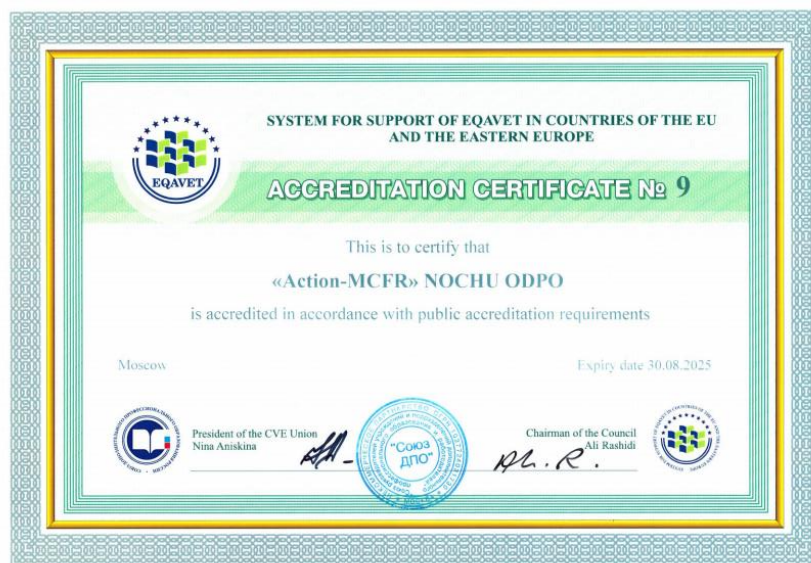 SYSTEM FOR SUPPORT OF EQAVET IN COUNTRIES OF THE EU
AND THE EASTERN EUROPE
EQAVET
ACCREDITATION CERTIFICATE № 9
This is to certify that
«Action-MCFR» NOCHU ODPO
is accredited in accordance with public accreditation requirements
Moscow
Expiry date 30.08.2025
President of the CVE Union
Nina Aniskina
"Союз
ДПО"
Chairman of the Council
Ali Rashidi